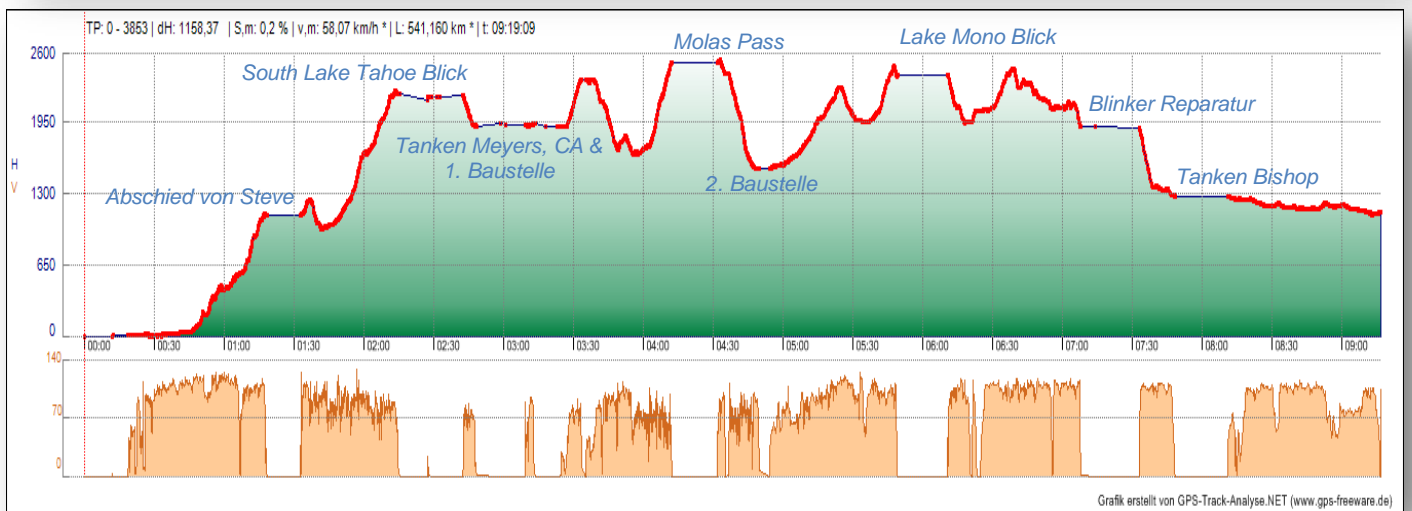 TP: 0 - 3853 | dH: 1158,37 | S,m: 0,2 % | v,m: 58,07 km/h * | L: 541,160 km * | t: 09:19:09
2600
1950
1300
650
0
H
V
South Lake Tahoe Blick
Molas Pass
Lake Mono Blick
Abschied von Steve
Tanken Meyers, CA &
1. Baustelle
2. Baustelle
Blinker Reparatur
Tanken Bishop
00:00 00:30 01:00 01:30 02:00 02:30 03:00 03:30 04:00 04:30 05:00 05:30 06:00 06:30 07:00 07:30 08:00 08:30 09:00
140
70
0
Grafik erstellt von GPS-Track-Analyse.NET (www.gps-freeware.de)